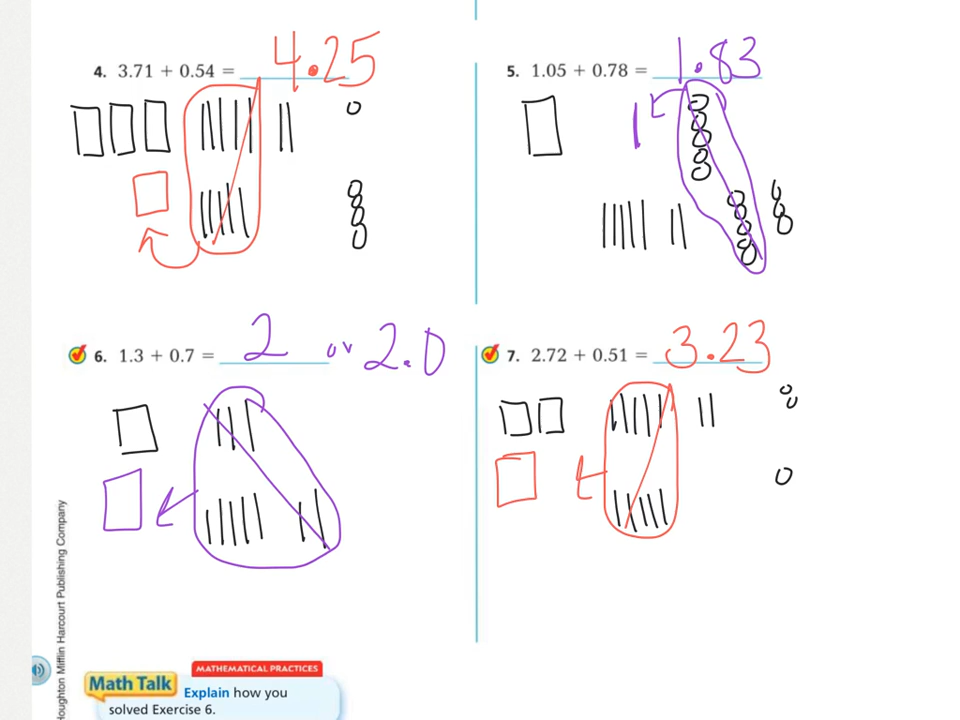 4. 3.71 + 0.54 = 4.25
5. 1.05 + 0.78 = 1.83
6. 1.3 + 0.7 = 2 or 2.0
7. 2.72 + 0.51 = 3.23
Houghton Mifflin Harcourt Publishing Company
MATHEMATICAL PRACTICES
Math Talk Explain how you
solved Exercise 6.